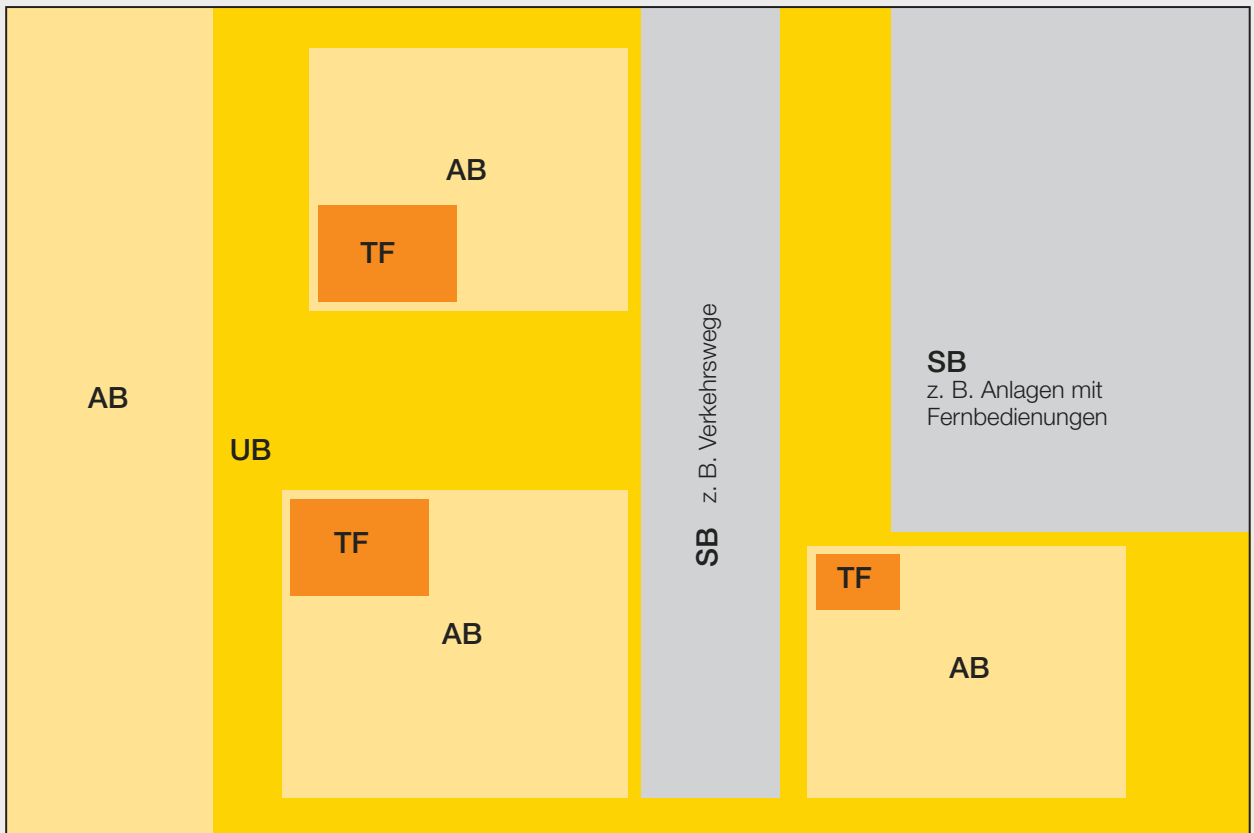 AB
TF
AB
UB
TF
AB
SB z. B. Verkehrswege
SB
z. B. Anlagen mit
Fernbedienungen
TF
AB